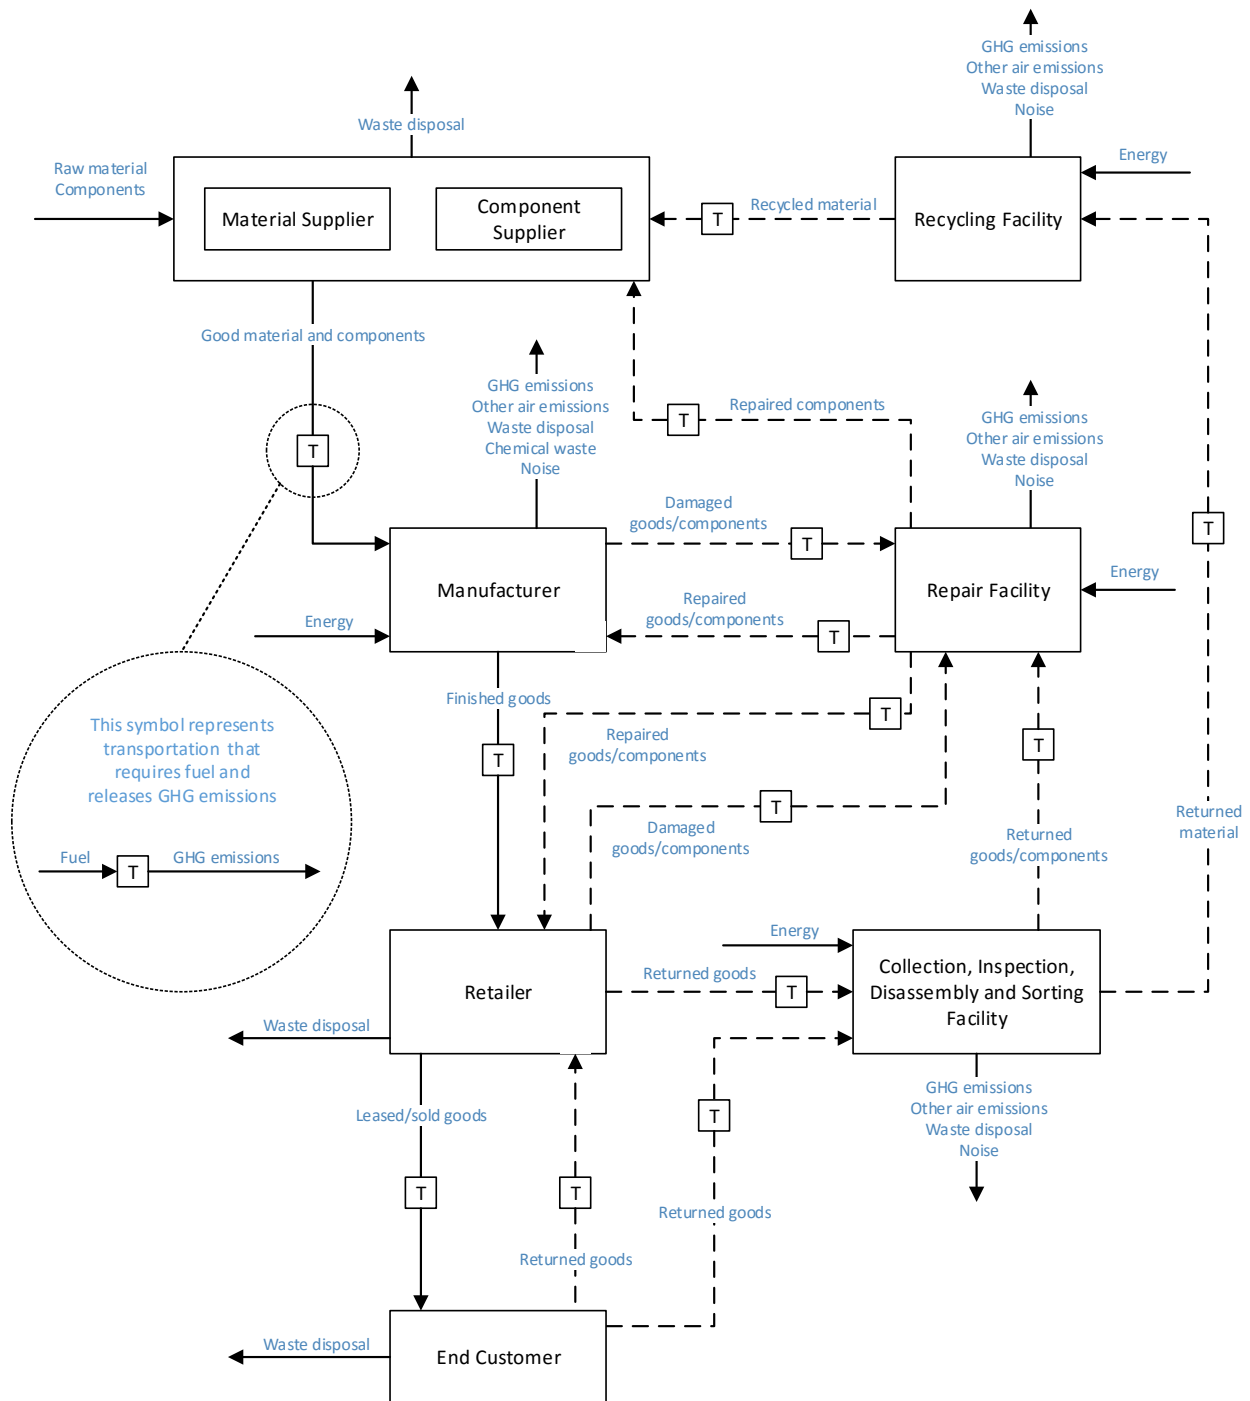 GHG emissions
Other air emissions
Waste disposal
Noise
Waste disposal
Raw material
Components
Material Supplier
Component
Supplier
T
Recycled material
Recycling Facility
Energy
Good material and components
T
GHG emissions
Other air emissions
Waste disposal
Chemical waste
Noise
T
Repaired components
GHG emissions
Other air emissions
Waste disposal
Noise
Damaged
goods/components
T
T
Manufacturer
Repair Facility
Energy
Energy
Repaired
goods/components
T
Finished goods
T
This symbol represents
transportation that
requires fuel and
releases GHG emissions
Fuel
T
GHG emissions
T
Repaired
goods/components
T
T
Damaged
goods/components
Returned
goods/components
Returned
material
Retailer
Energy
Returned goods
T
Collection, Inspection,
Disassembly and Sorting
Facility
Waste disposal
Leased/sold goods
T
GHG emissions
Other air emissions
Waste disposal
Noise
T
T
Returned goods
Returned goods
Waste disposal
End Customer